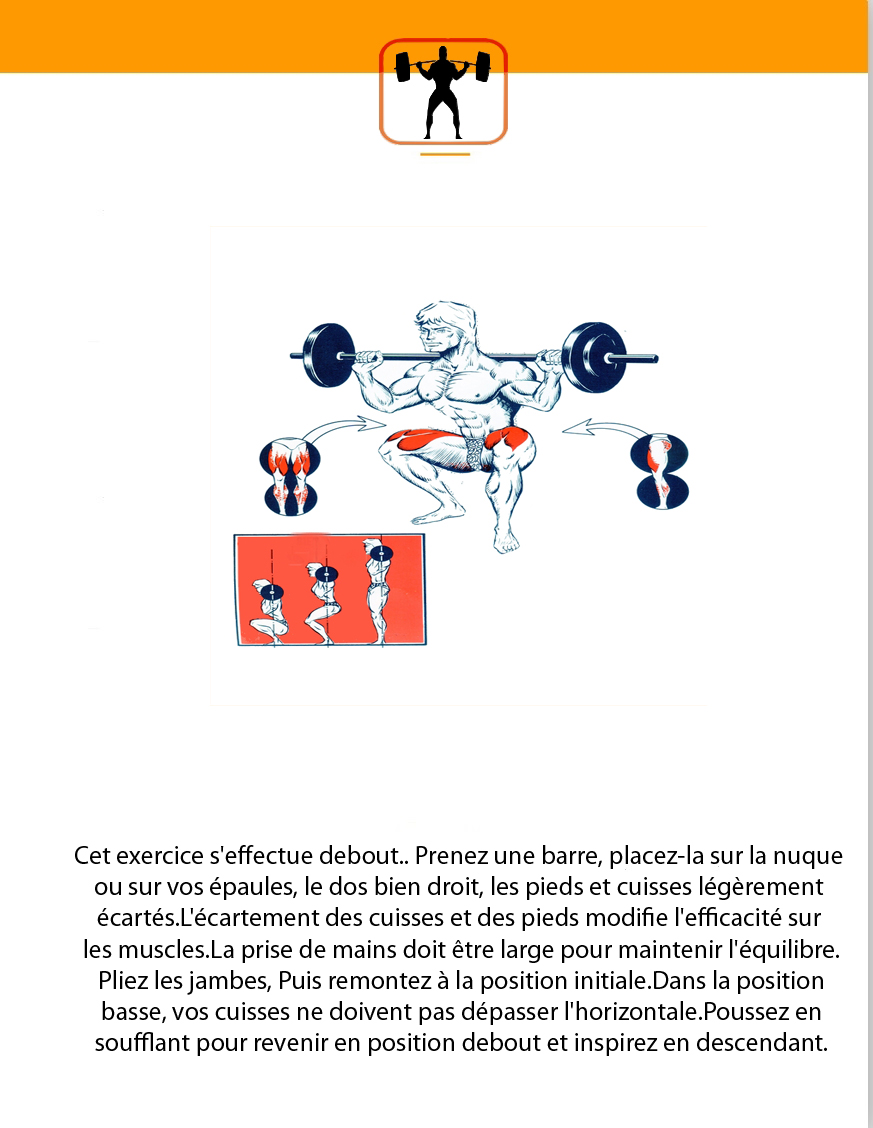 Cet exercice s'effectue debout.. Prenez une barre, placez-la sur la nuque
ou sur vos épaules, le dos bien droit, les pieds et cuisses légèrement
écartés.L'écartement des cuisses et des pieds modifie l'efficacité sur
les muscles.La prise de mains doit être large pour maintenir l'équilibre.
Pliez les jambes, Puis remontez à la position initiale.Dans la position
basse, vos cuisses ne doivent pas dépasser l'horizontale.Poussez en
soufflant pour revenir en position debout et inspirez en descendant.